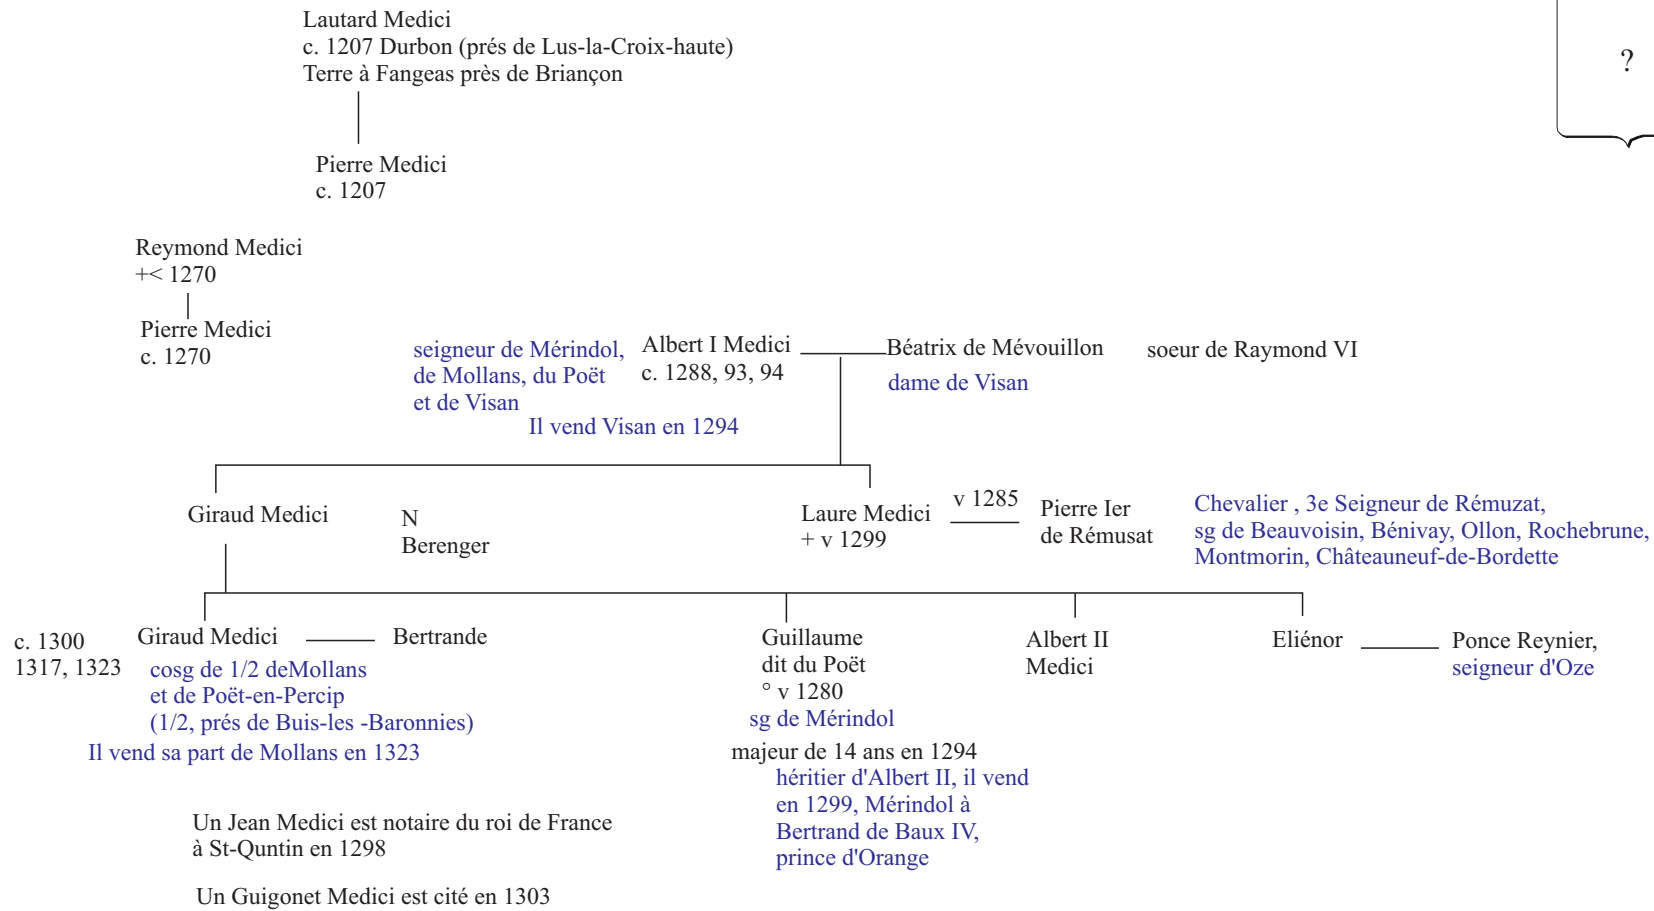 Lautard Medici
c. 1207 Durbon (prés de Lus-la-Croix-haute)
Terre à Fangeas près de Briançon
?
Pierre Medici
c. 1207
Reymond Medici
+< 1270
Pierre Medici
c. 1270
seigneur de Mérindol,
de Mollans, du Poët
et de Visan
Albert I Medici
c. 1288, 93, 94
Il vend Visan en 1294
Béatrix de Mévouillon
dame de Visan
soeur de Raymond VI
Giraud Medici
N
Berenger
Laure Medici
+ v 1299
v 1285
Pierre Ier
de Rémusat
Chevalier , 3e Seigneur de Rémuzat,
sg de Beauvoisin, Bénivay, Ollon, Rochebrune,
Montmorin, Châteauneuf-de-Bordette
c. 1300
1317, 1323
Giraud Medici
Bertrande
cosg de 1/2 deMollans
et de Poët-en-Percip
(1/2, prés de Buis-les -Baronnies)
Il vend sa part de Mollans en 1323
Guillaume
dit du Poët
° v 1280
sg de Mérindol
majeur de 14 ans en 1294
héritier d'Albert II, il vend
en 1299, Mérindol à
Bertrand de Baux IV,
prince d'Orange
Albert II
Medici
Eliénor
Ponce Reynier,
seigneur d'Oze
Un Jean Medici est notaire du roi de France
à St-Quntin en 1298
Un Guigonet Medici est cité en 1303